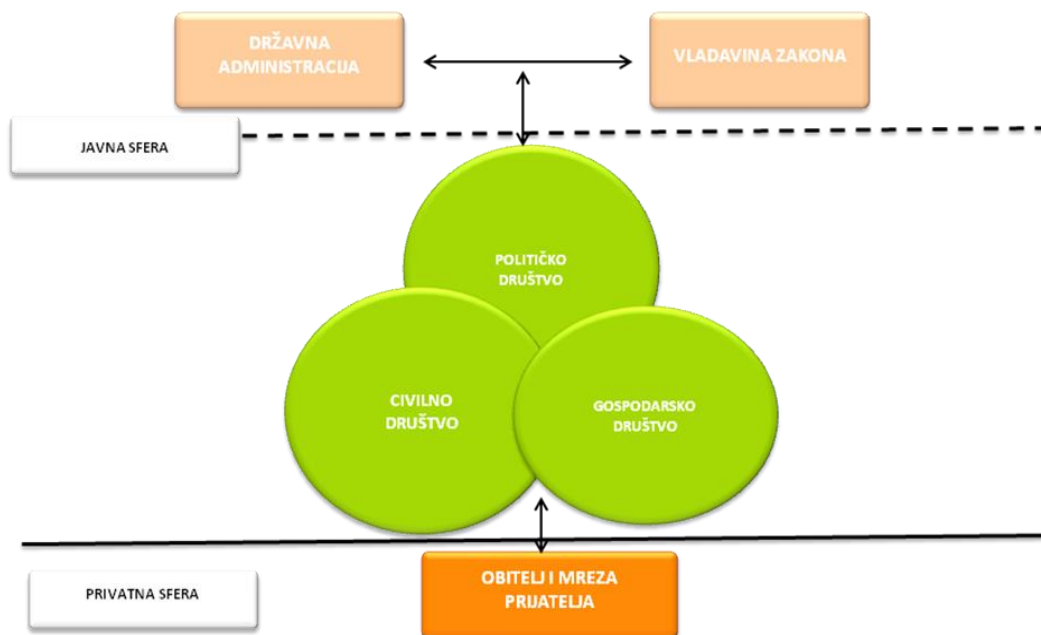 DRŽAVNA
ADMINISTRACIJA
VLADAVINA ZAKONA
JAVNA SFERA
POLITIČKO
DRUŠTVO
CIVILNO
DRUŠTVO
GOSPODARSKO
DRUŠTVO
OBITELJ I MREZA
PRIJATELJA
PRIVATNA SFERA